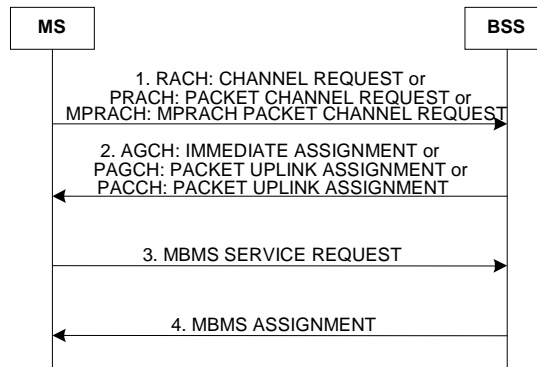 MS
BSS
1. RACH: CHANNEL REQUEST or
PRACH: PACKET CHANNEL REQUEST or
MPRACH: MPRACH PACKET CHANNEL REQUEST
2. AGCH: IMMEDIATE ASSIGNMENT or
PAGCH: PACKET UPLINK ASSIGNMENT or
PACCH: PACKET UPLINK ASSIGNMENT
3. MBMS SERVICE REQUEST
4. MBMS ASSIGNMENT